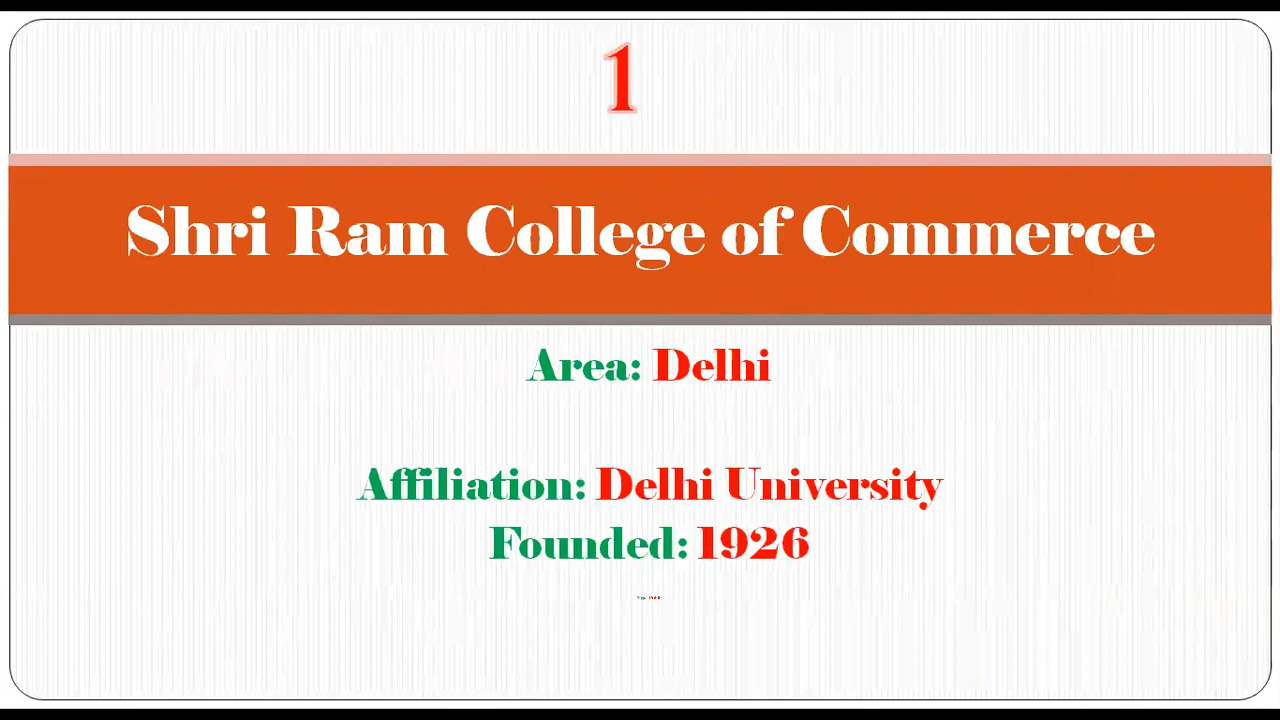 1
Shri Ram College of Commerce
Area: Delhi
Affiliation: Delhi University
Founded: 1926